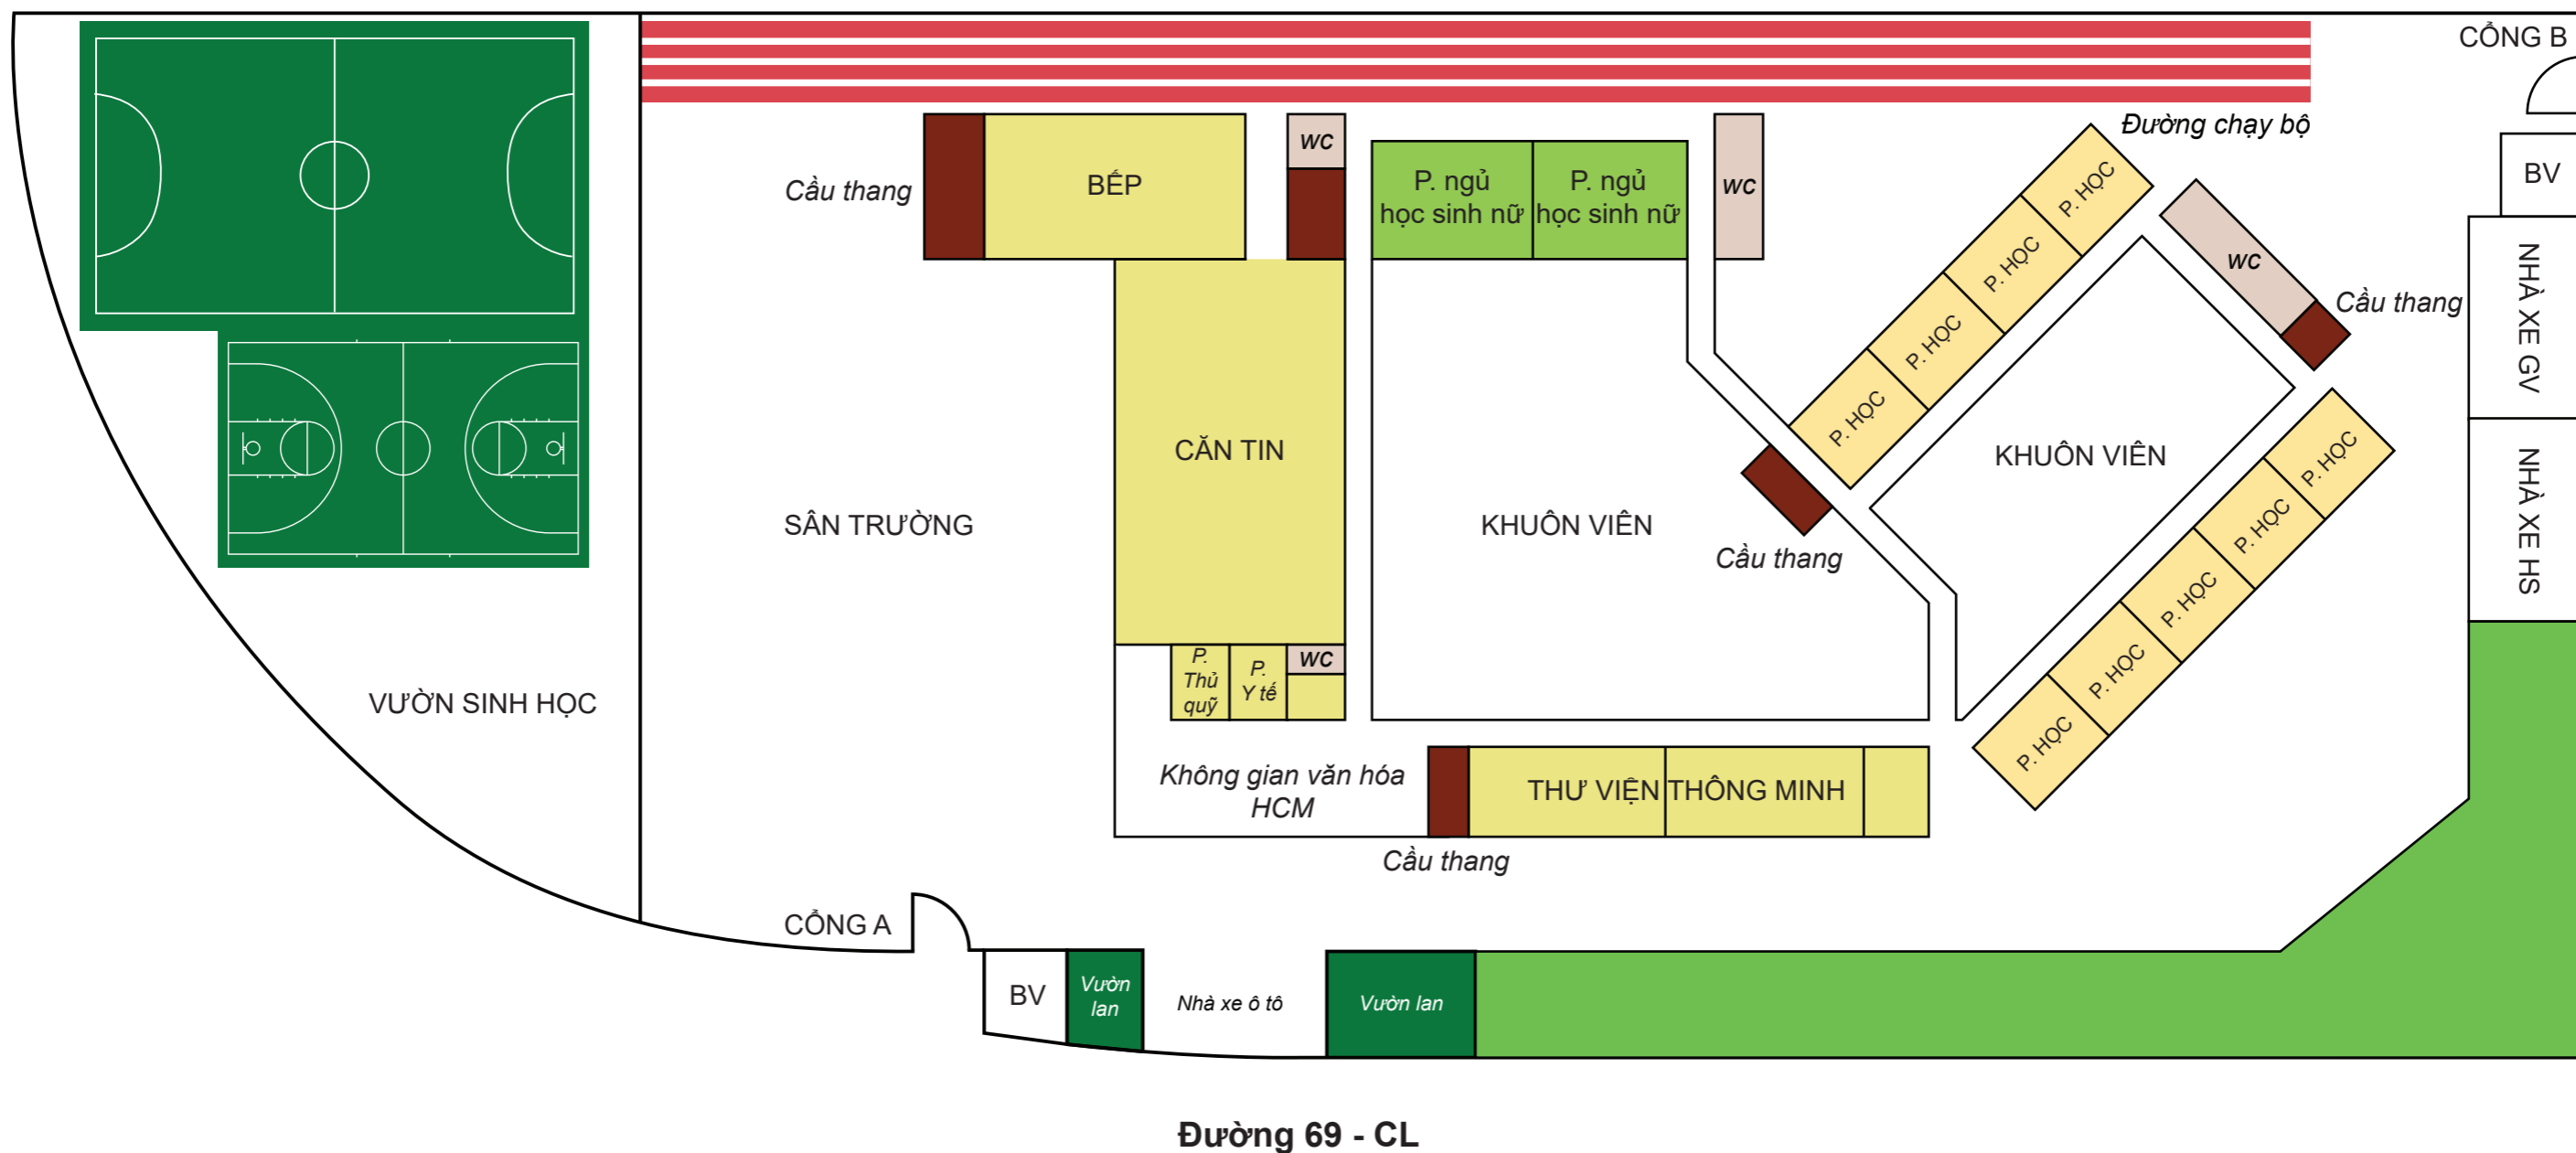 CỔNG B
Đường chạy bộ
WC
BẾP
Cầu thang
P. ngủ
học sinh nữ
P. ngủ
học sinh nữ
WC
BV
P. HỌC
P. HỌC
P. HỌC
P. HỌC
WC
Cầu thang
NHÀ XE GV
CĂN TIN
KHUÔN VIÊN
SÂN TRƯỜNG
KHUÔN VIÊN
Cầu thang
P. HỌC
P. HỌC
P. HỌC
P. HỌC
P. HỌC
NHÀ XE HS
VƯỜN SINH HỌC
P.
Thủ
quỹ
P.
Y tế
WC
Không gian văn hóa
HCM
THƯ VIỆN THÔNG MINH
Cầu thang
CỔNG A
BV
Vườn
lan
Nhà xe ô tô
Vườn lan
Đường 69 - CL